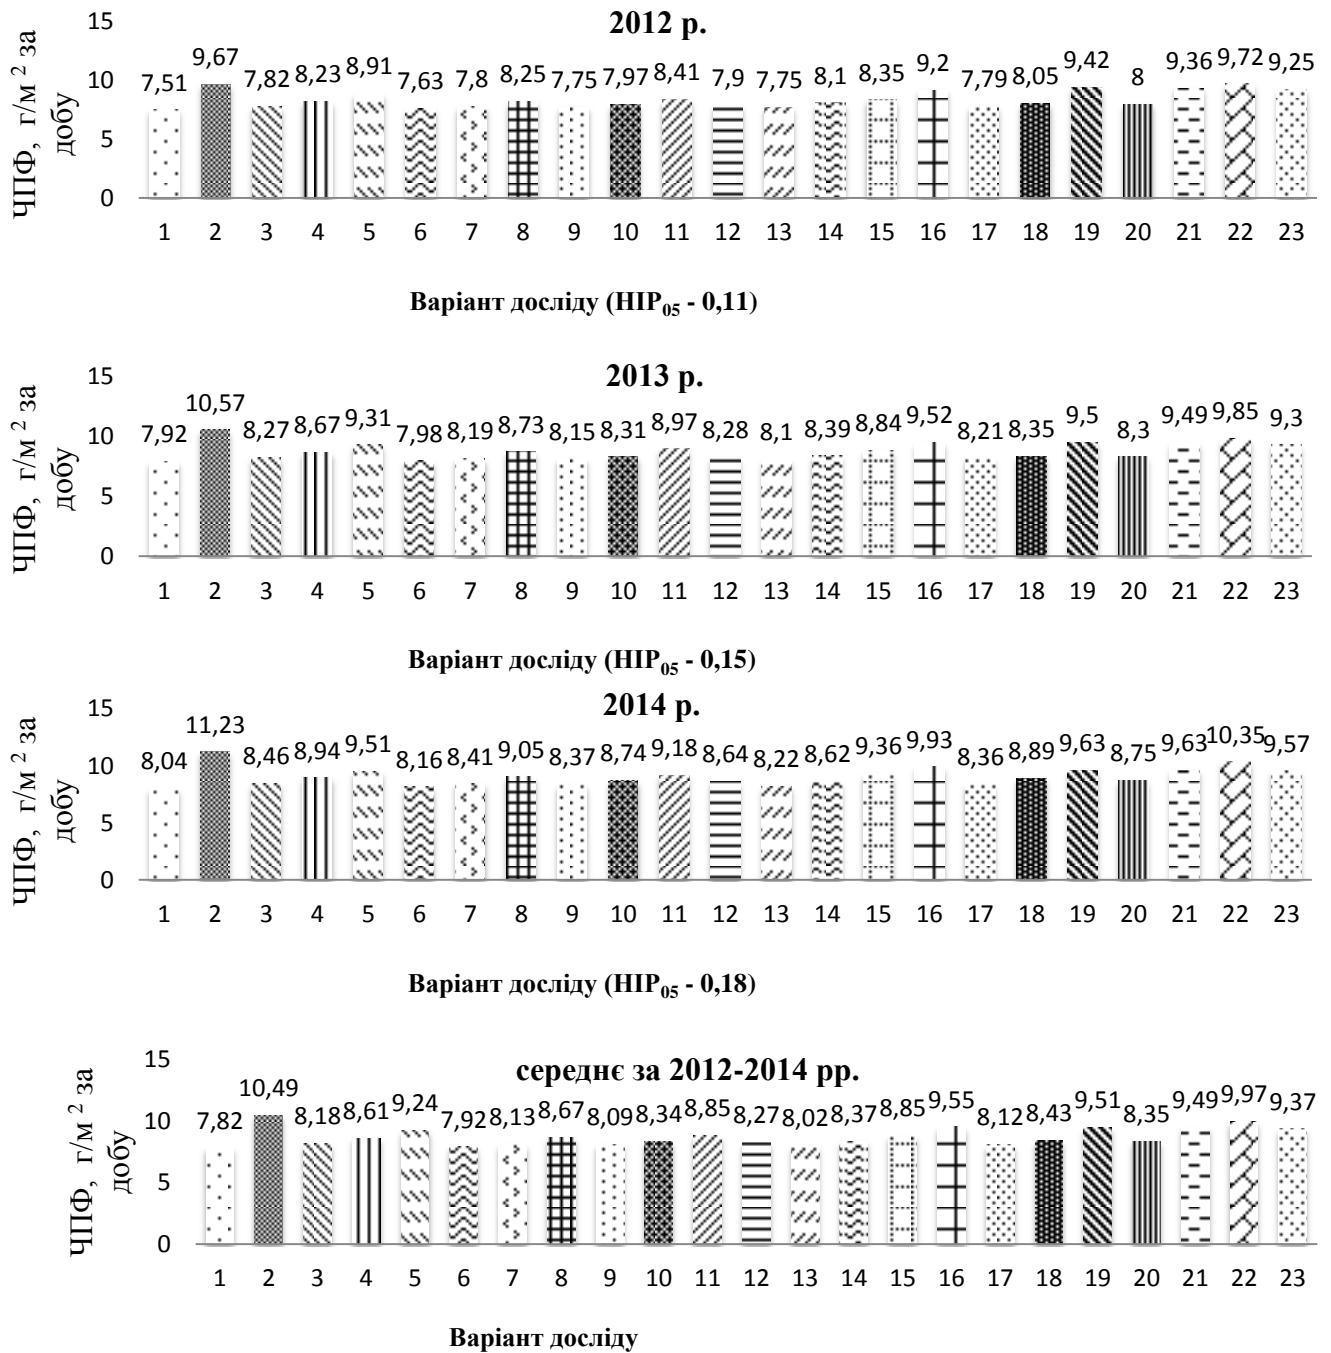 2012 р.
ЧПФ, г/м 2 за
добу
15
10
5
0
7,51 9,67 7,82 8,23 8,91 7,63 7,8 8,25 7,75 7,97 8,41 7,9 7,75 8,1 8,35 9,2 7,79 8,05 9,42 8 9,36 9,72 9,25
1 2 3 4 5 6 7 8 9 10 11 12 13 14 15 16 17 18 19 20 21 22 23
Варіант досліду (НІР05 - 0,11)
2013 р.
ЧПФ, г/м 2 за
добу
15
10
5
0
7,92 10,57 8,27 8,67 9,31 7,98 8,19 8,73 8,15 8,31 8,97 8,28 8,1 8,39 8,84 9,52 8,21 8,35 9,5 8,3 9,49 9,85 9,3
1 2 3 4 5 6 7 8 9 10 11 12 13 14 15 16 17 18 19 20 21 22 23
Варіант досліду (НІР05 - 0,15)
2014 р.
ЧПФ, г/м 2 за
добу
15
10
5
0
8,04 11,23 8,46 8,94 9,51 8,16 8,41 9,05 8,37 8,74 9,18 8,64 8,22 8,62 9,36 9,93 8,36 8,89 9,63 8,75 9,63 10,35 9,57
1 2 3 4 5 6 7 8 9 10 11 12 13 14 15 16 17 18 19 20 21 22 23
Варіант досліду (НІР05 - 0,18)
середнє за 2012-2014 рр.
ЧПФ, г/м 2 за
добу
15
10
5
0
7,82 10,49 8,18 8,61 9,24 7,92 8,13 8,67 8,09 8,34 8,85 8,27 8,02 8,37 8,85 9,55 8,12 8,43 9,51 8,35 9,49 9,97 9,37
1 2 3 4 5 6 7 8 9 10 11 12 13 14 15 16 17 18 19 20 21 22 23
Варіант досліду